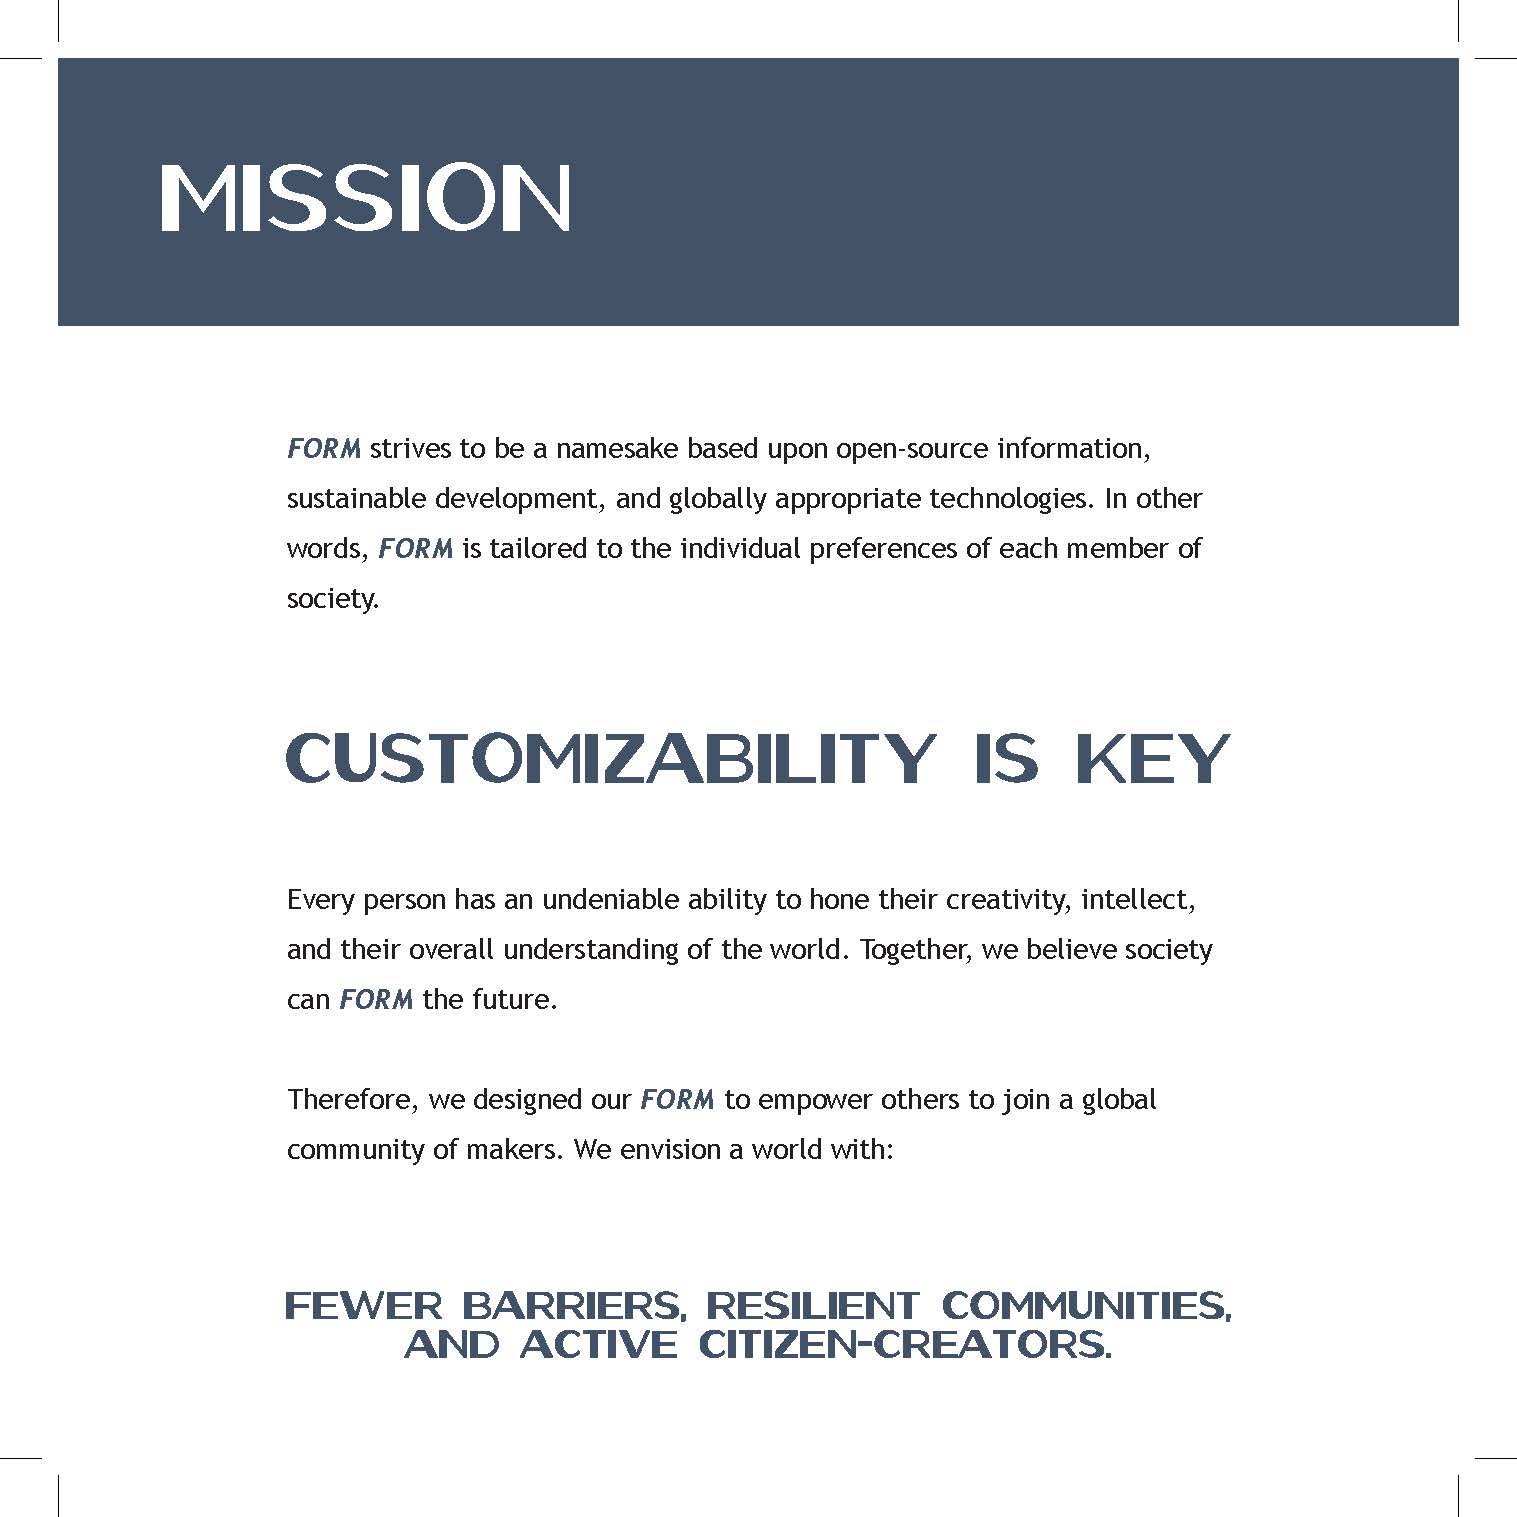 MISSION
FORM strives to be a namesake based upon open-source information,
sustainable development, and globally appropriate technologies. In other
words, FORM is tailored to the individual preferences of each member of
society.
CUSTOMIZABILITY IS KEY
Every person has an undeniable ability to hone their creativity, intellect,
and their overall understanding of the world. Together, we believe society
can FORM the future.
Therefore, we designed our FORM to empower others to join a global
community of makers. We envision a world with:
FEWER BARRIERS, RESILIENT COMMUNITIES,
AND ACTIVE CITIZEN-CREATORS.